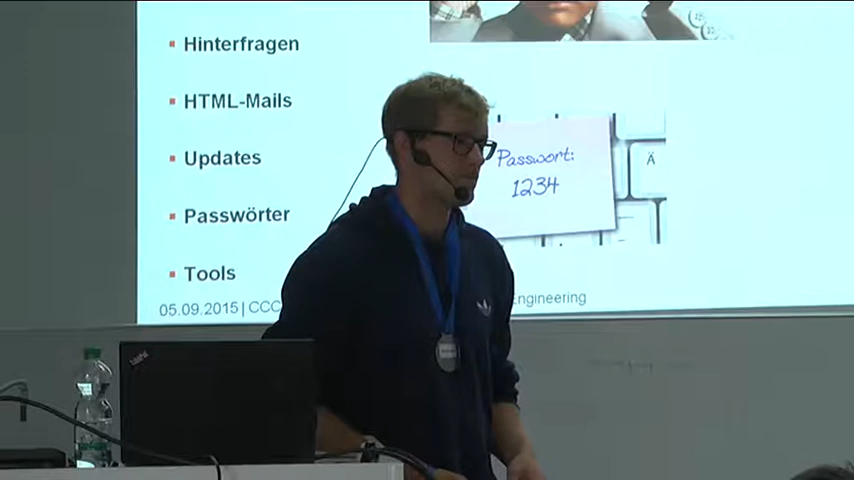 Hinterfragen
HTML-Mails
Updates
Passwörter
Tools
Passwort:
1234
Ä
05.09.2015 | CCC
Engineering